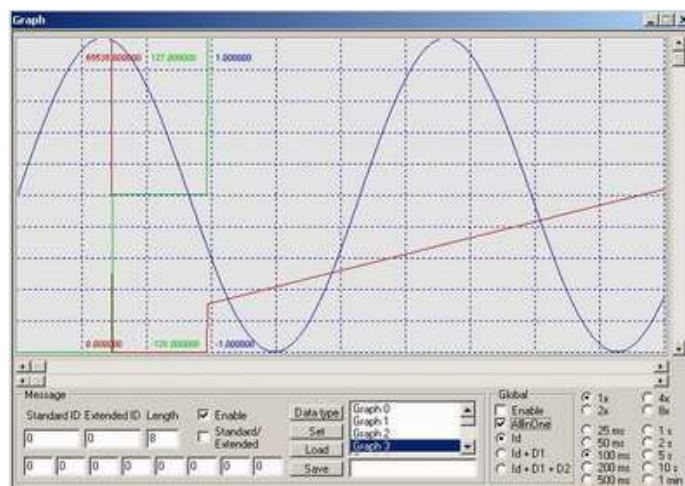 Graph
65535.000000 127.000000 1.000000
0.000000 -128.000000 -1.000000
Message
Standard ID Extended ID Length
Enable
0 0 8
Standard/
Extended
0 0 0 0 0 0 0 0
Data type
Set
Load
Save
Graph 0
Graph 1
Graph 2
Graph 3
Global
Enable
AllInOne
Id
Id + D1
Id + D1 + D2
1x 4x
2x 8x
25 ms 1 s
50 ms 2 s
100 ms 5 s
200 ms 10 s
500 ms 1 min